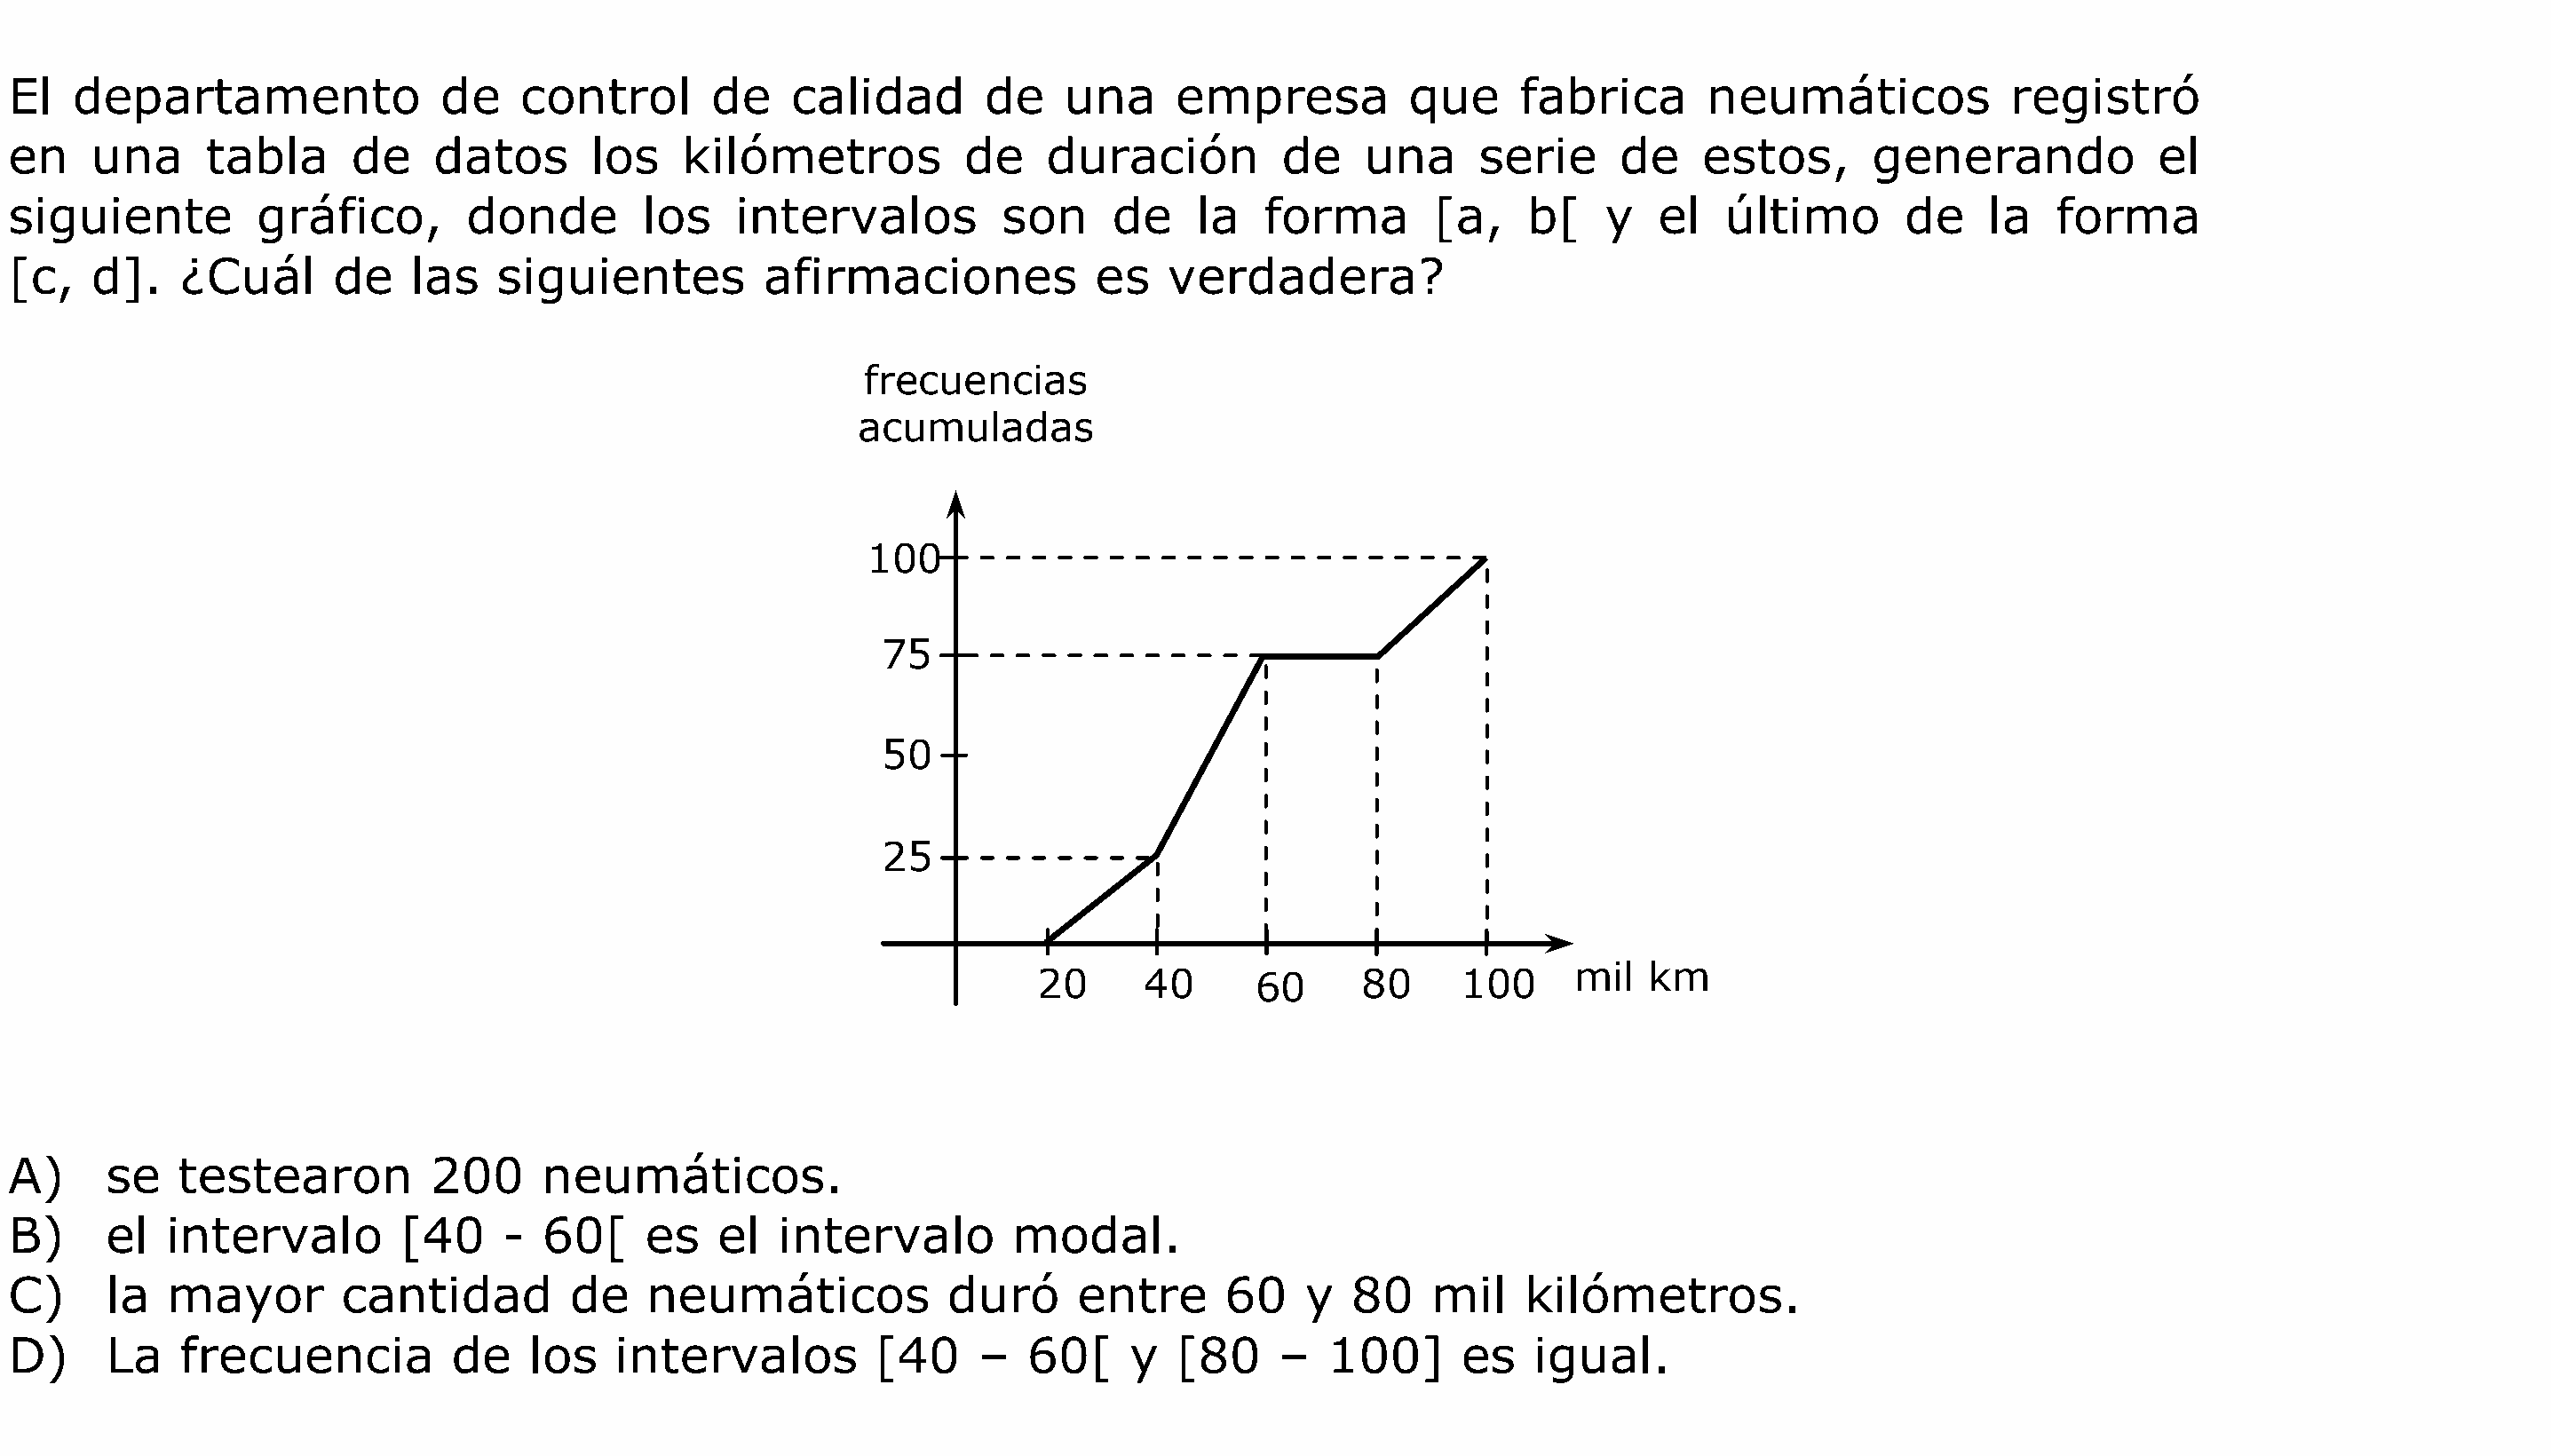 El departamento de control de calidad de una empresa que fabrica neumáticos registró
en una tabla de datos los kilómetros de duración de una serie de estos, generando el
siguiente gráfico, donde los intervalos son de la forma [a, b[ y el último de la forma
[c, d]. ¿Cuál de las siguientes afirmaciones es verdadera?
frecuencias
acumuladas
100
75
50
25
20 40 60 80 100 mil km
A) se testearon 200 neumáticos.
B) el intervalo [40 - 60[ es el intervalo modal.
C) la mayor cantidad de neumáticos duró entre 60 y 80 mil kilómetros.
D) La frecuencia de los intervalos [40 – 60[ y [80 – 100] es igual.